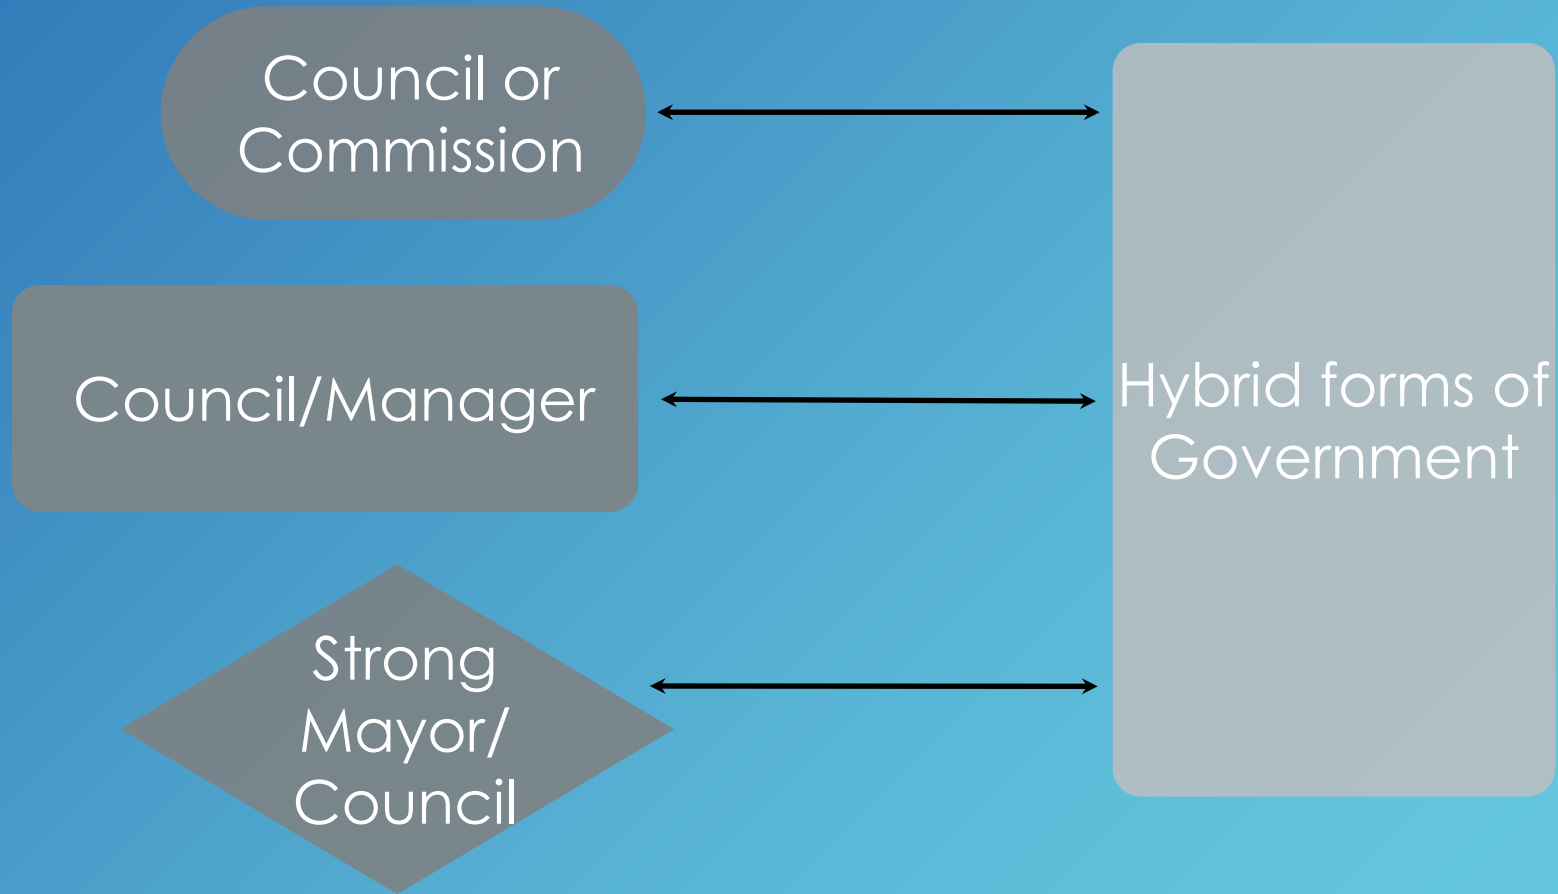 Council or
Commission
Council/Manager
Hybrid forms of
Government
Strong
Mayor/
Council